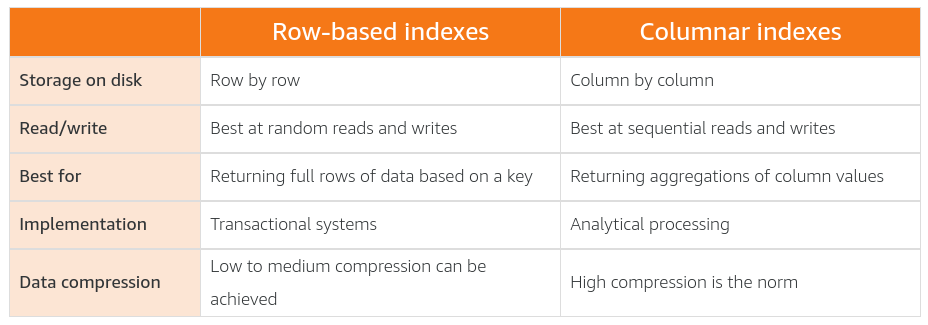 Row-based indexes
Columnar indexes
Storage on disk
Row by row
Column by column
Read/write
Best at random reads and writes
Best at sequential reads and writes
Best for
Returning full rows of data based on a key
Returning aggregations of column values
Implementation
Transactional systems
Analytical processing
Data compression
Low to medium compression can be
achieved
High compression is the norm